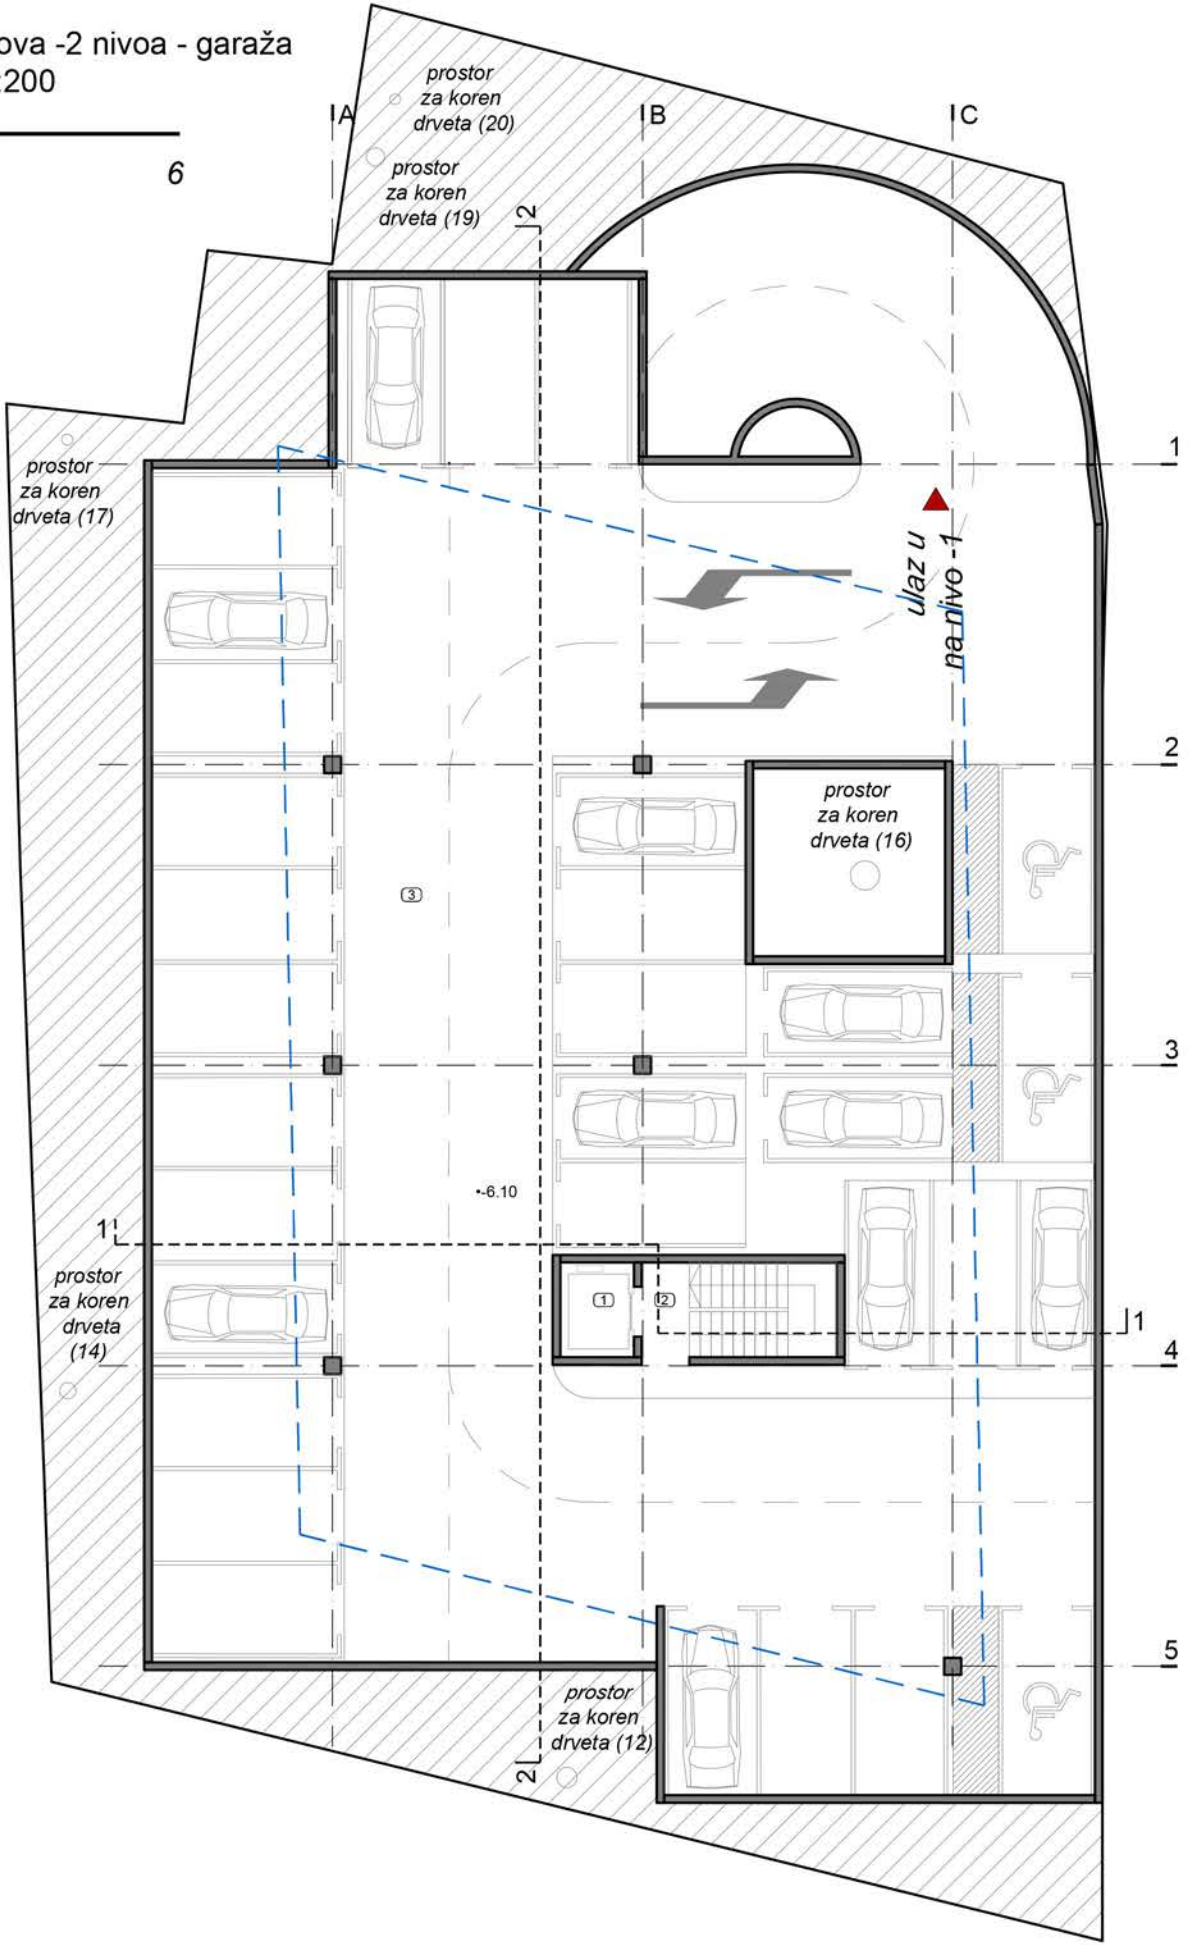 ova -2 nivoa - garaža
:200
6
A
B
C
prostor
za koren
drveta (20)
prostor
za koren
drveta (19)
2
1
prostor
za koren
drveta (17)
ulaz u
na nivo -1
2
prostor
za koren
drveta (16)
3
3
•-6.10
1
prostor
za koren
drveta
(14)
1
2
1
4
5
prostor
za koren
drveta (12)
2